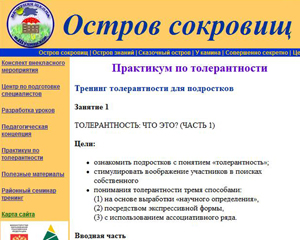 Остров сокровищ
Остров сокровищ | Остров знаний | Сказочный остров | У камина | Совершенно секретно | Це
Конспект внеклассного
мероприятия
Центр по подготовке
специалистов
Разработка уроков
Педагогическая
концепция
Практикум по
толерантности
Полезные материалы
Районный семинар
тренинг
Карта сайта
Практикум по толерантности
Тренинг толерантности для подростков
Занятие 1
ТОЛЕРАНТНОСТЬ: ЧТО ЭТО? (ЧАСТЬ 1)
Цели:
• ознакомить подростков с понятием «толерантность»;
• стимулировать воображение участников в поисках
собственного
• понимания толерантности тремя способами:
(1) на основу выработки «научного определения»,
(2) посредством экспрессивной формы,
(3) с использованием ассоциативного ряда.
Вводная часть